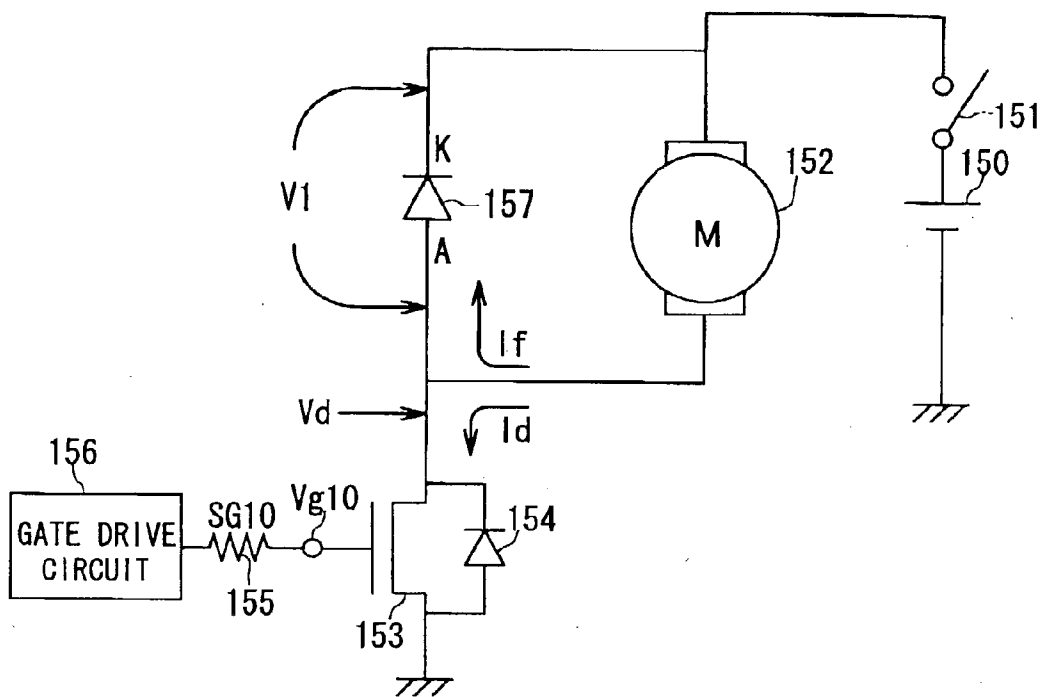 151
150
K
152
V1
157
M
A
If
Vd
Id
156
Vg10
SG10
154
GATE DRIVE
CIRCUIT
155
153